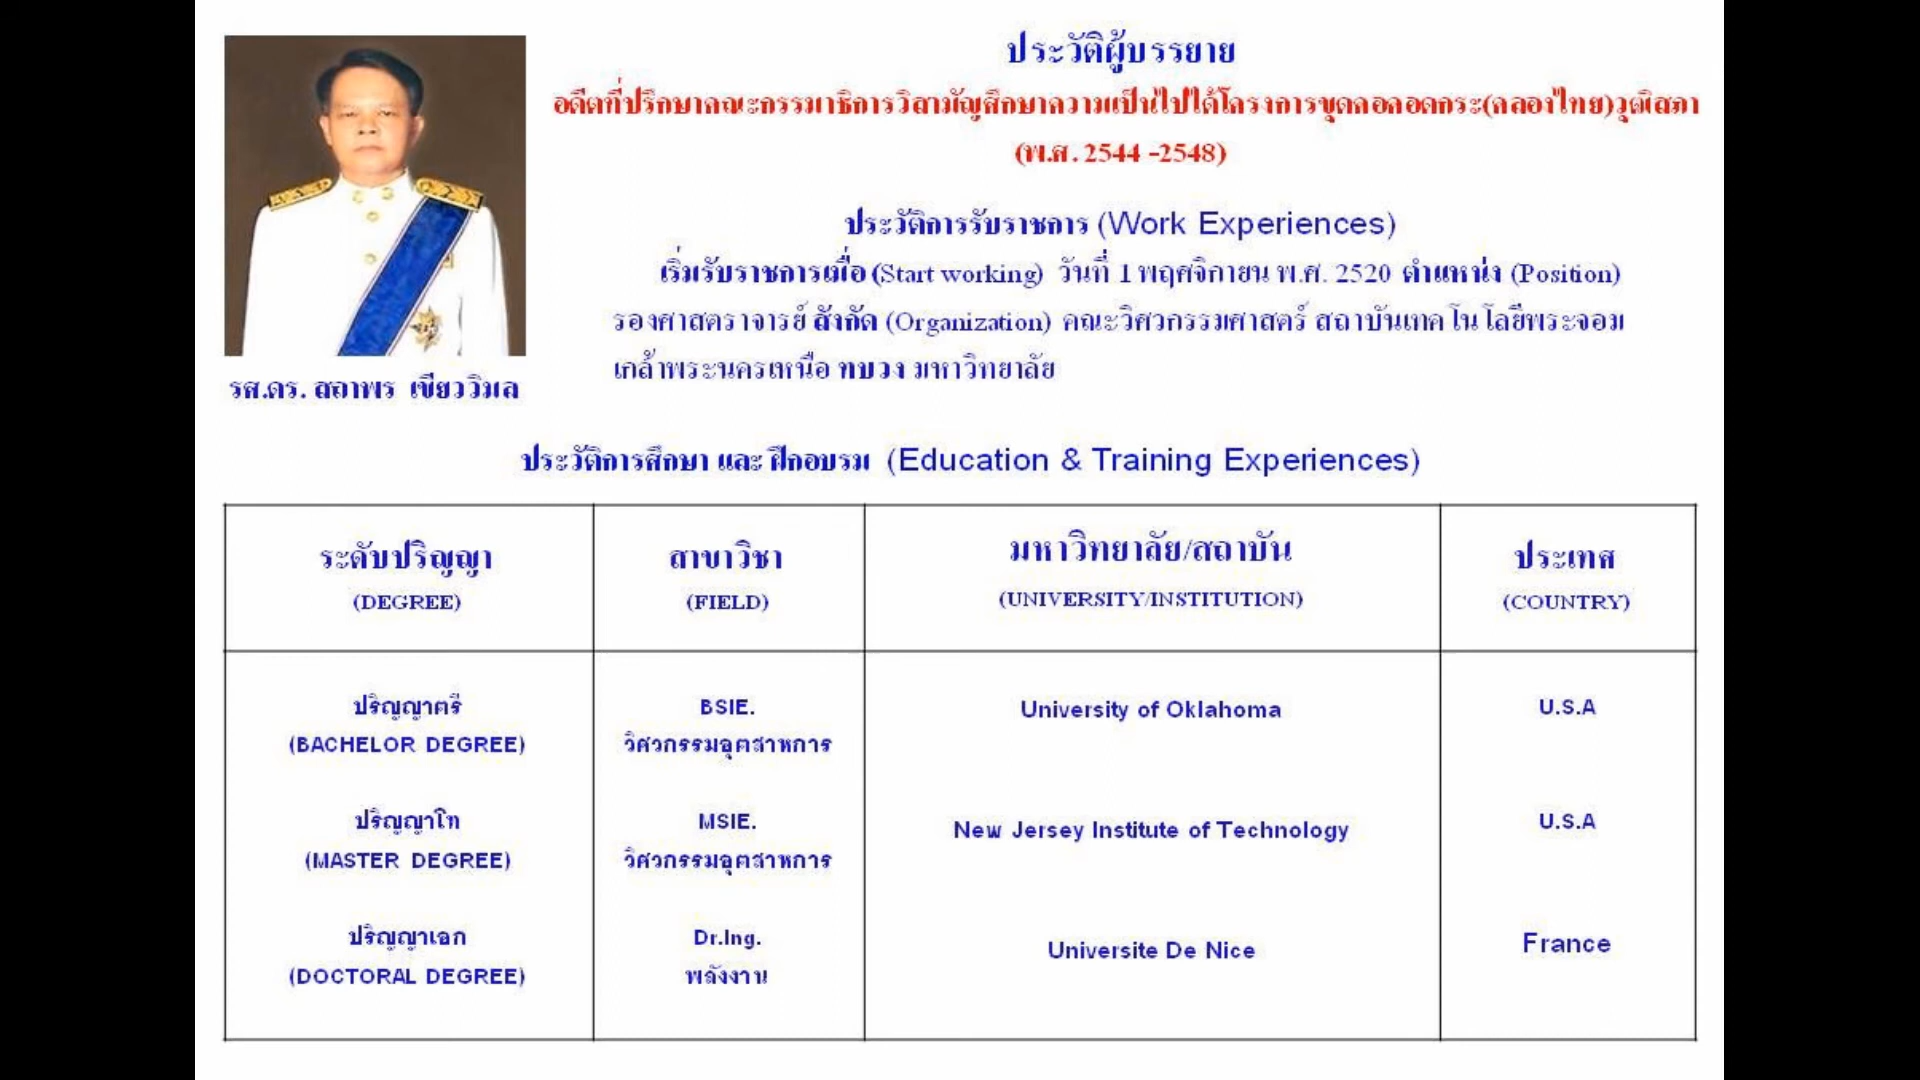 ประวัติผู้บรรยาย
อดีตที่ปรึกษาคณะกรรมาธิการวิสามัญศึกษาความเป็นไปได้โครงการขุดคอคอดกระ(คลองไทย)วุฒิสภา
(พ.ศ. 2544 -2548)
รศ.ดร. สถาพร เขียววิมล
ประวัติการรับราชการ (Work Experiences)
เริ่มรับราชการเมื่อ (Start working) วันที่ 1 พฤศจิกายน พ.ศ. 2520 ตำแหน่ง (Position)
รองศาสตราจารย์ สังกัด (Organization) คณะวิศวกรรมศาสตร์ สถาบันเทคโนโลยีพระจอม
เกล้าพระนครเหนือ ทบวง มหาวิทยาลัย
ประวัติการศึกษา และ ฝึกอบรม (Education & Training Experiences)
ระดับปริญญา
(DEGREE)
สาขาวิชา
(FIELD)
มหาวิทยาลัย/สถาบัน
(UNIVERSITY/INSTITUTION)
ประเทศ
(COUNTRY)
ปริญญาตรี
(BACHELOR DEGREE)
BSIE.
วิศวกรรมอุตสาหการ
University of Oklahoma
U.S.A
ปริญญาโท
(MASTER DEGREE)
MSIE.
วิศวกรรมอุตสาหการ
New Jersey Institute of Technology
U.S.A
ปริญญาเอก
(DOCTORAL DEGREE)
Dr.Ing.
พลังงาน
Universite De Nice
France